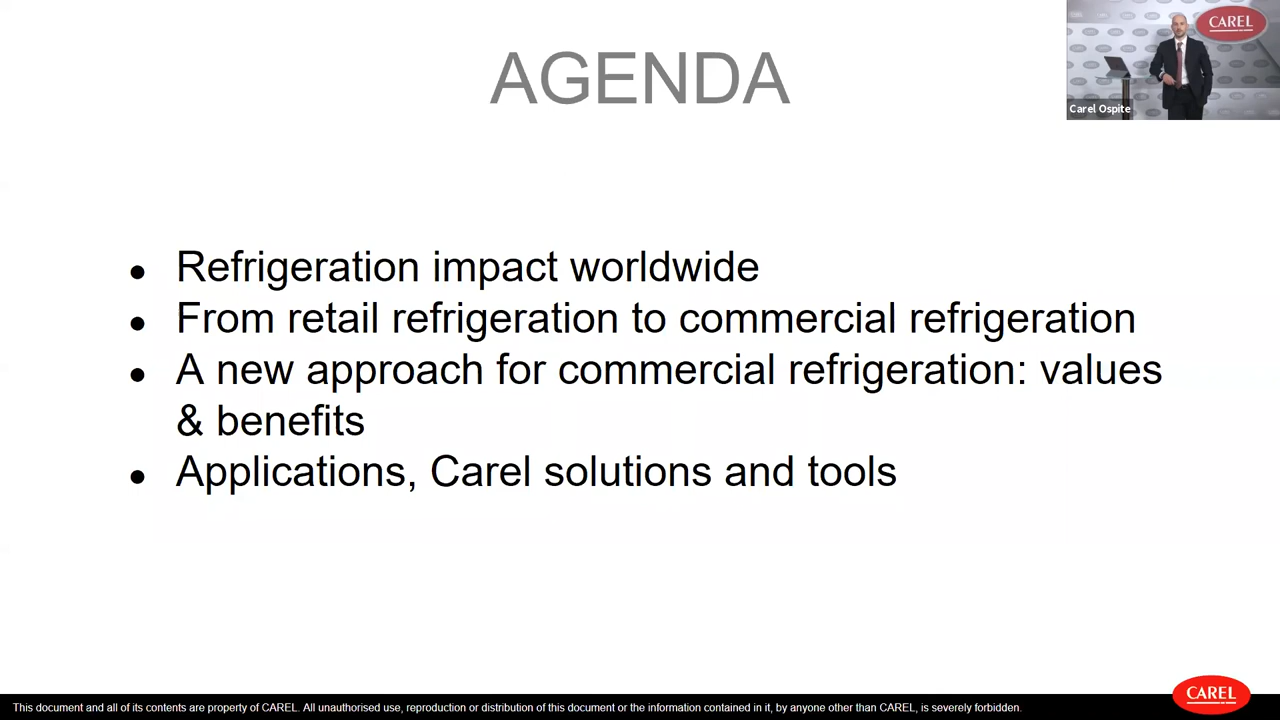 AGENDA
CAREL
Carel Ospite
● Refrigeration impact worldwide
● From retail refrigeration to commercial refrigeration
● A new approach for commercial refrigeration: values
& benefits
● Applications, Carel solutions and tools
CAREL
This document and all of its contents are property of CAREL. All unauthorised use, reproduction or distribution of this document or the information contained in it, by anyone other than CAREL, is severely forbidden.